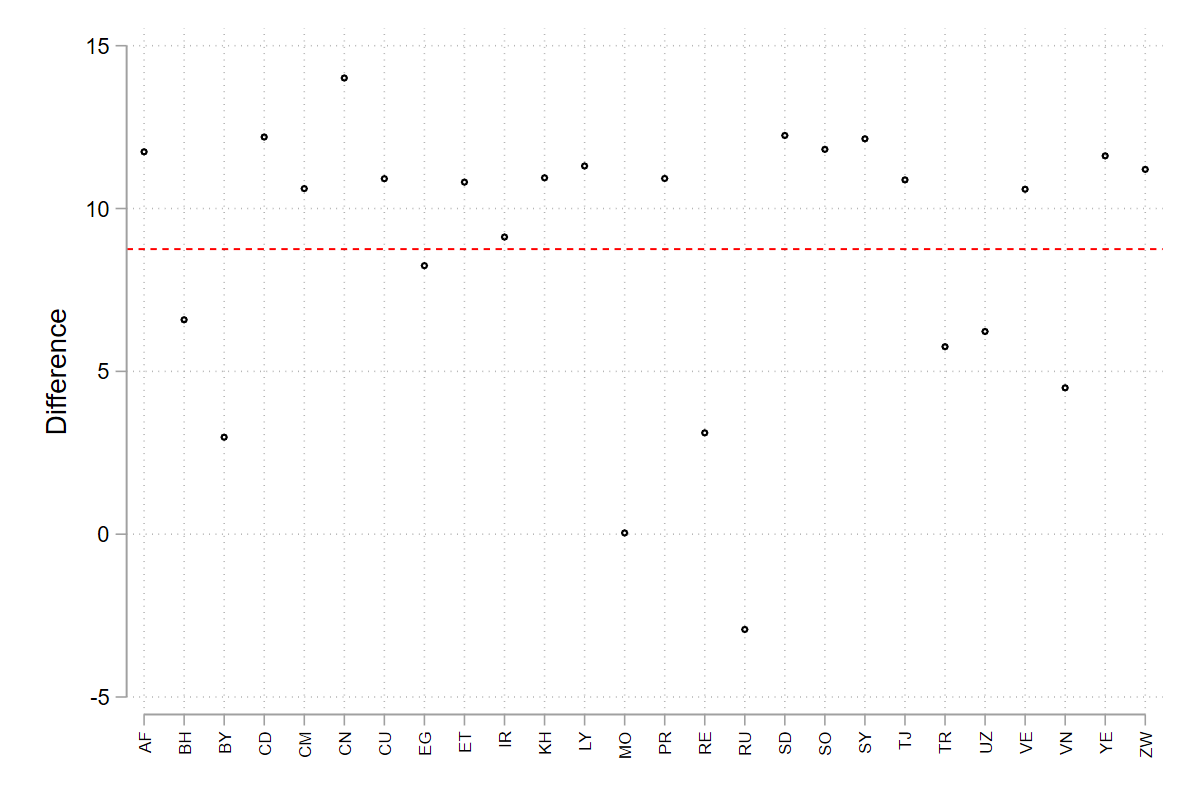 15
10
5
0
-5
Difference
AF BH BY CD CM CN CU EG ET IR KH LY MO PR RE RU SD SO SY TJ TR UZ VE VN YE ZW